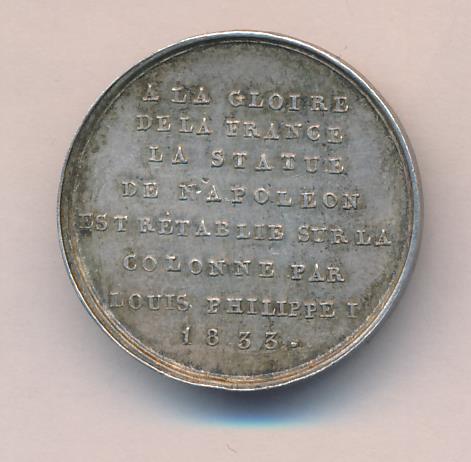 A LA GLOIRE
DE LA FRANCE
LA STATUE
DE NAPOLEON
EST RÉTABLIE SUR LA
COLONNE PAR
LOUIS PHILIPPE I
1833.